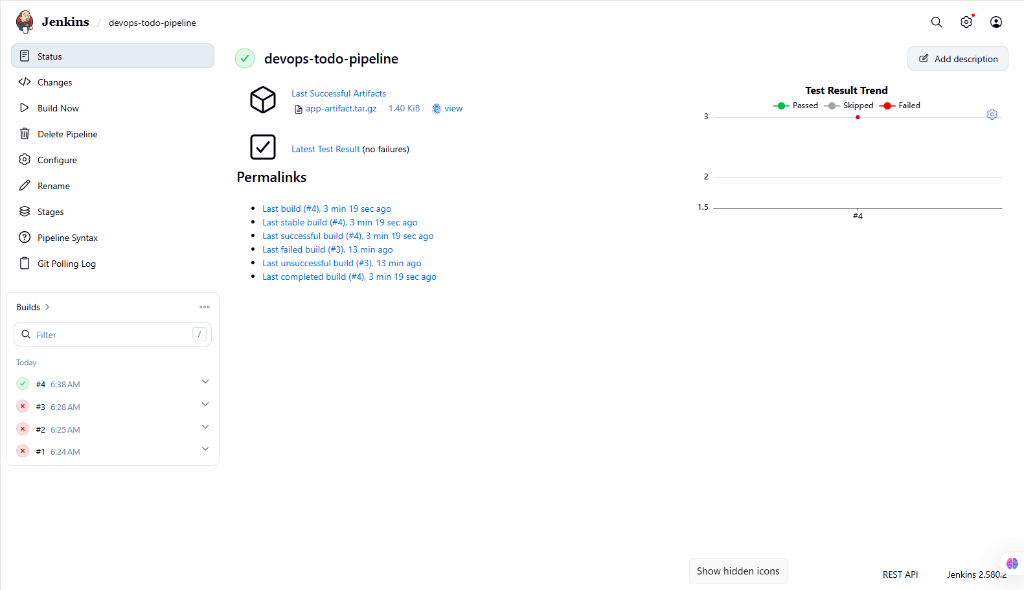 Jenkins / devops-todo-pipeline
Status
Changes
Build Now
Delete Pipeline
Configure
Rename
Stages
Pipeline Syntax
Git Polling Log
Builds
Filter /
Today
#4 6:38 AM
#3 6:28 AM
#2 6:25 AM
#1 6:24 AM
devops-todo-pipeline
Add description
Last Successful Artifacts
app-artifact.tar.gz 1.40 KiB view
Latest Test Result (no failures)
Permalinks
Last build (#4), 3 min 19 sec ago
Last stable build (#4), 3 min 19 sec ago
Last successful build (#4), 3 min 19 sec ago
Last failed build (#3), 13 min ago
Last unsuccessful build (#3), 13 min ago
Last completed build (#4), 3 min 19 sec ago
Test Result Trend
Passed Skipped Failed
3
2
1.5
#4
Show hidden icons
REST API
Jenkins 2.580.2